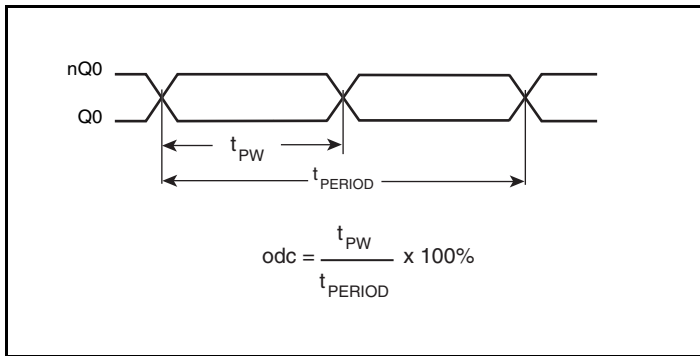 nQ0
Q0
tPW
tPERIOD
odc = tPW / tPERIOD x 100%